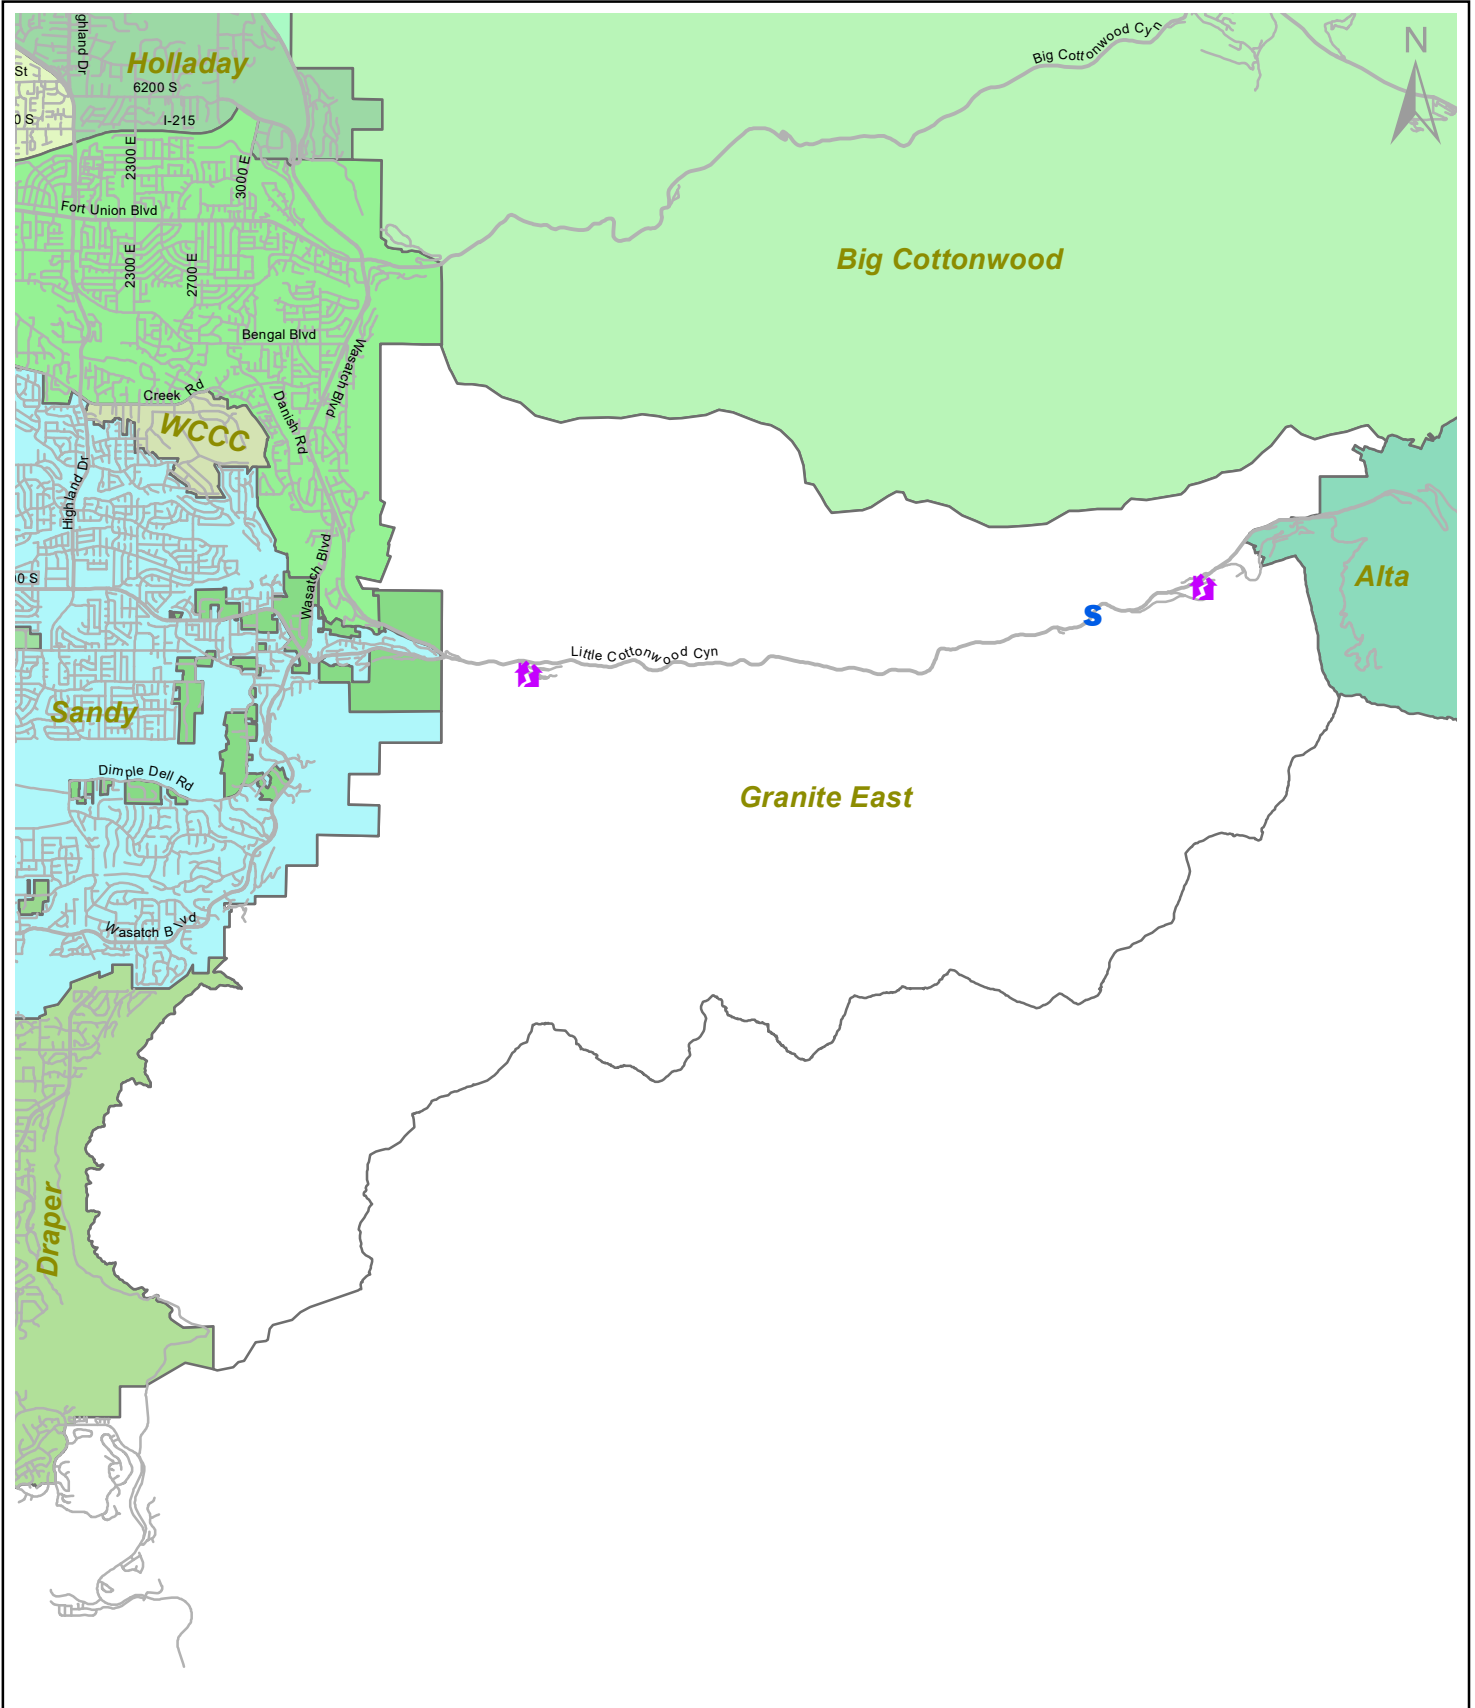 ghland Dr
Holladay
6200 S
St
0 S
I-215
2300 E
3000 E
Big Cottonwood Cyn
N
Fort Union Blvd
2300 E
2700 E
Big Cottonwood
Bengal Blvd
Wasatch Blvd
Creek Rd
Danish Rd
WCCC
Highland Dr
Wasatch Blvd
00 S
Alta
S
Little Cottonwood Cyn
Sandy
Dimple Dell Rd
Granite East
Wasatch Blvd
Draper